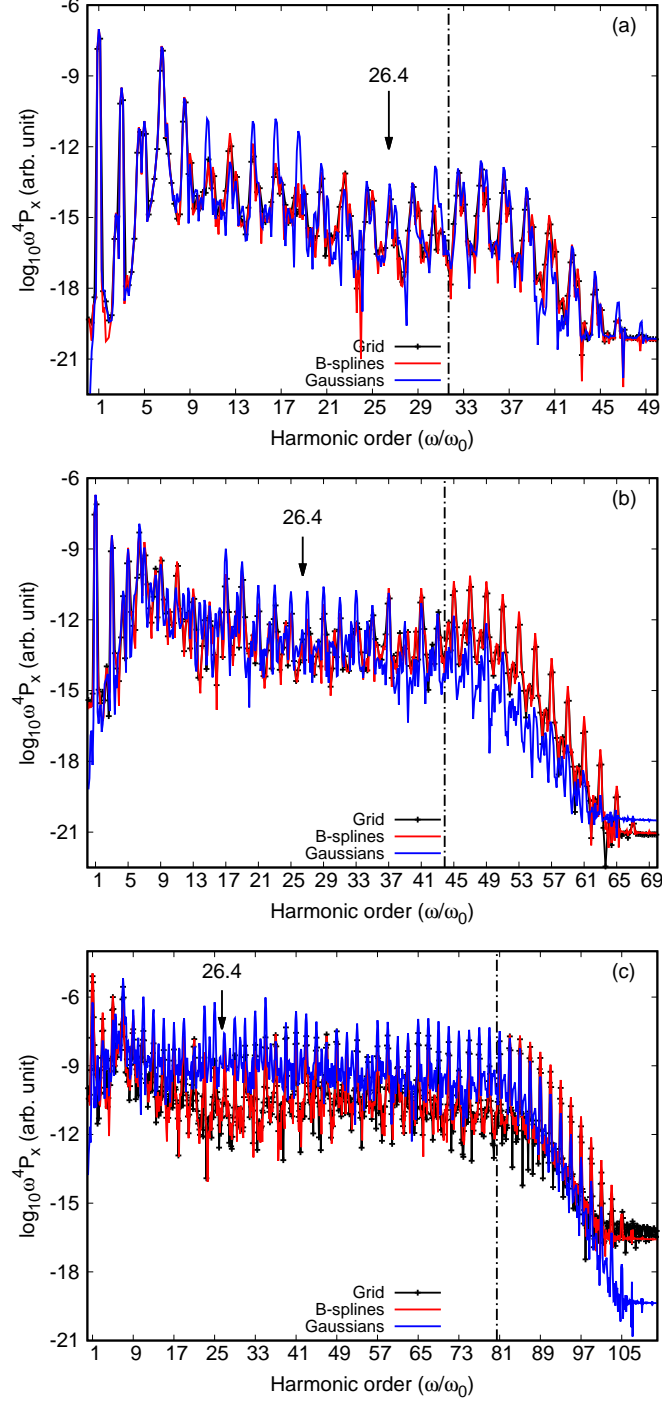 (a)
26.4
log₁₀ω⁴Pₓ (arb. unit)
-6
-9
-12
-15
-18
-21
Grid
B-splines
Gaussians
1 5 9 13 17 21 25 29 33 37 41 45 49
Harmonic order (ω/ω₀)
(b)
26.4
log₁₀ω⁴Pₓ (arb. unit)
-6
-9
-12
-15
-18
-21
Grid
B-splines
Gaussians
1 5 9 13 17 21 25 29 33 37 41 45 49 53 57 61 65 69
Harmonic order (ω/ω₀)
(c)
26.4
log₁₀ω⁴Pₓ (arb. unit)
-6
-9
-12
-15
-18
-21
Grid
B-splines
Gaussians
1 9 17 25 33 41 49 57 65 73 81 89 97 105
Harmonic order (ω/ω₀)